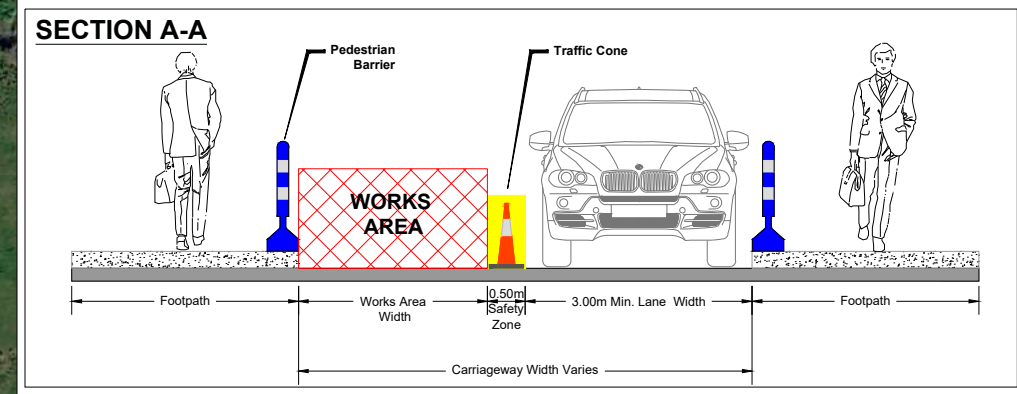 SECTION A-A
Pedestrian
Barrier
Traffic Cone
WORKS
AREA
Footpath
Works Area
Width
0.50m
Safety
Zone
3.00m Min. Lane Width
Footpath
Carriageway Width Varies